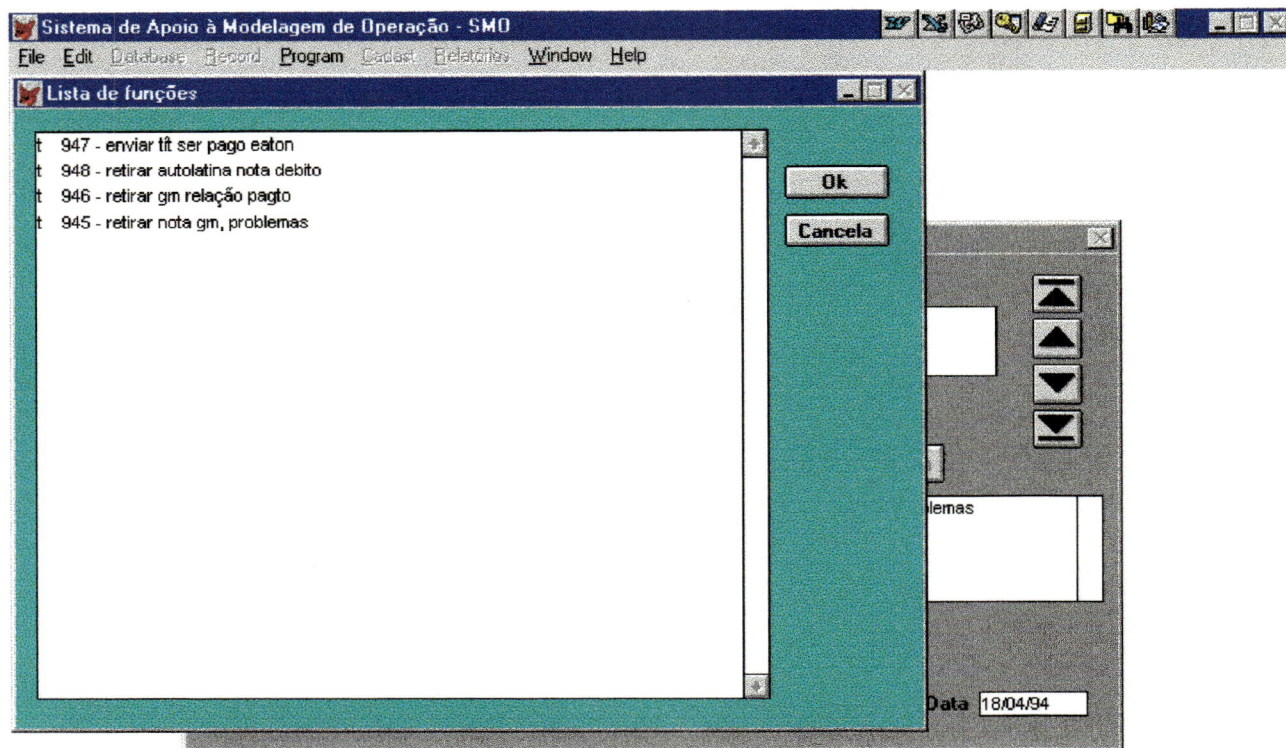 Sistema de Apoio à Modelagem de Operação - SMO
File Edit Database Record Program Cadast Relatórios Window Help
Lista de funções
t 947 - enviar tít ser pago eaton
t 948 - retirar autolatina nota debito
t 946 - retirar gm relação pagto
t 945 - retirar nota gm, problemas
Ok
Cancela
lemas
Data 18/04/94